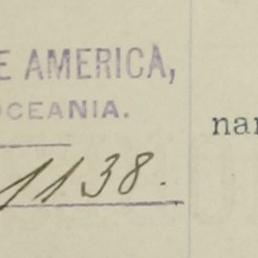 E AMERICA,
OCEANIA.
1138.
nar